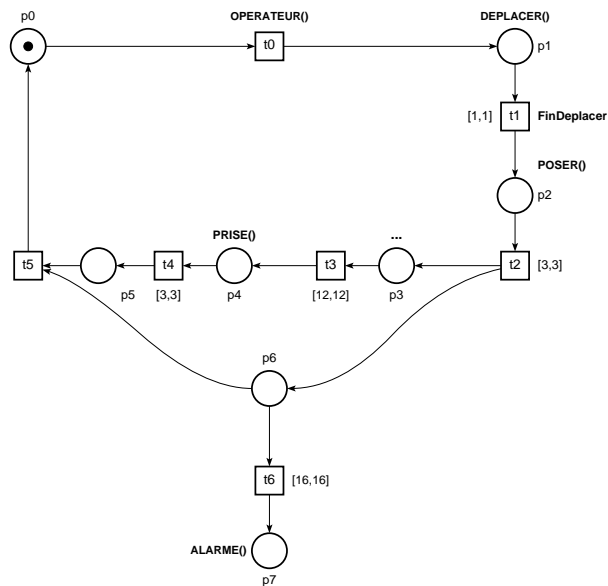 p0
OPERATEUR()
DEPLACER()
t0
p1
[1,1]
t1
FinDeplacer
POSER()
p2
PRISE()
...
t5
t4
t3
t2
[3,3]
p5
[3,3]
p4
[12,12]
p3
p6
t6
[16,16]
ALARME()
p7